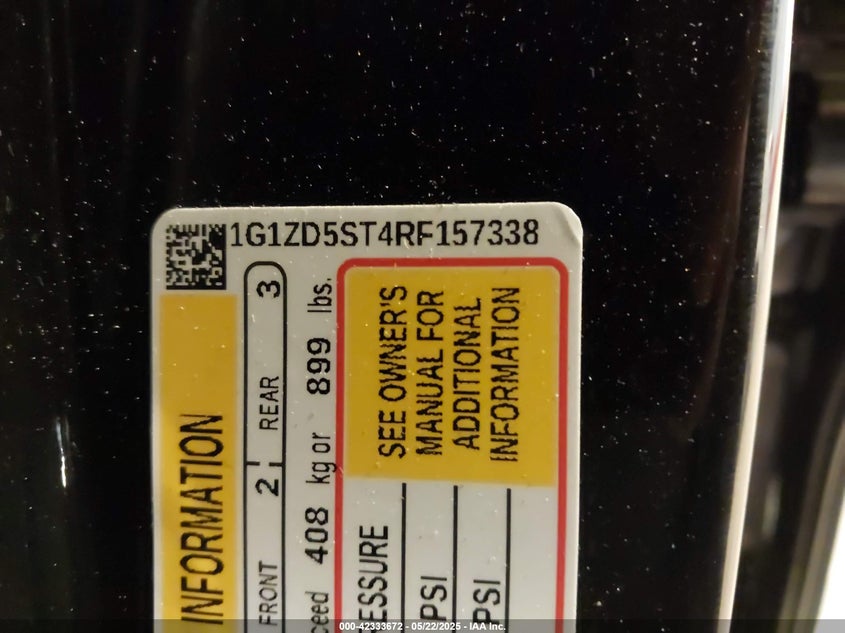 1G1ZD5ST4RF157338
INFORMATION
FRONT 2 REAR 3
ceed 408 kg or 899 lbs.
ESSURE
PSI
PSI
SEE OWNER'S
MANUAL FOR
ADDITIONAL
INFORMATION
000-42333672 - 05/22/2025 - IAA Inc.